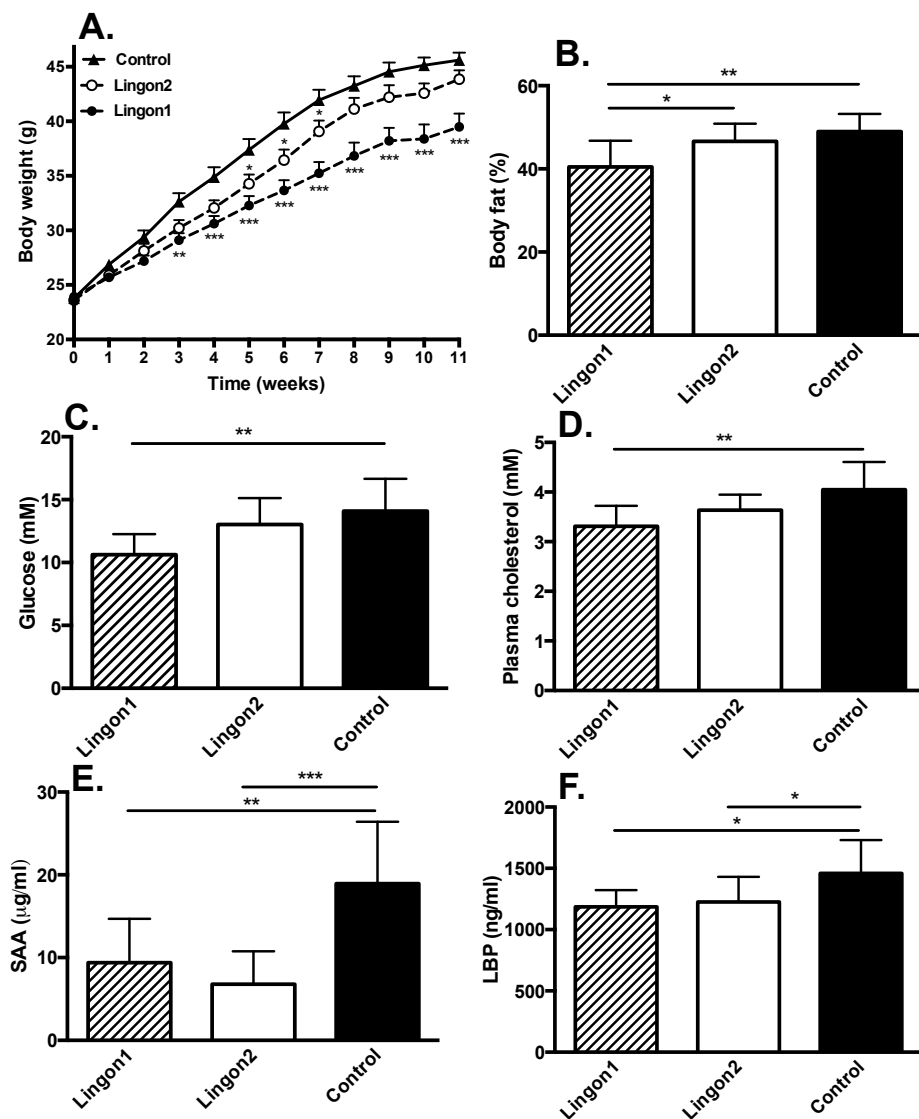 A.
Control
Lingon2
Lingon1
Body weight (g)
45
40
35
30
25
20
* * *
** *** *** *** *** *** *** *** ***
0 1 2 3 4 5 6 7 8 9 10 11
Time (weeks)
B.
**
*
Body fat (%)
60
40
20
0
Lingon1 Lingon2 Control
C.
**
Glucose (mM)
20
15
10
5
0
Lingon1 Lingon2 Control
D.
**
Plasma cholesterol (mM)
5
4
3
2
1
0
Lingon1 Lingon2 Control
E.
***
**
SAA (µg/ml)
30
20
10
0
Lingon1 Lingon2 Control
F.
*
*
LBP (ng/ml)
2000
1500
1000
500
0
Lingon1 Lingon2 Control